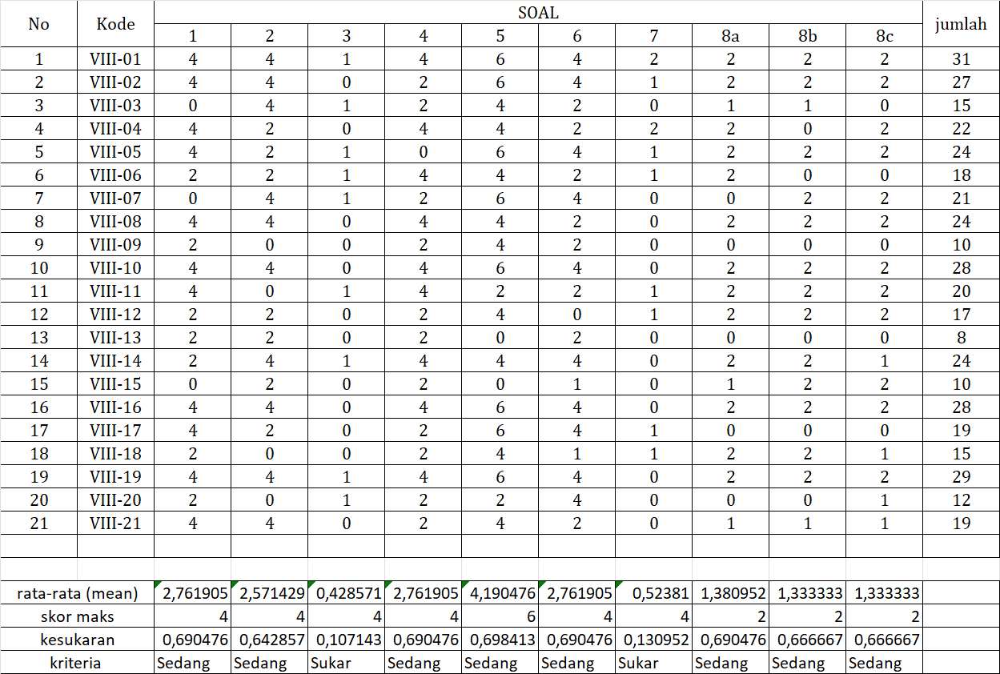 No Kode SOAL jumlah
1 2 3 4 5 6 7 8a 8b 8c
1 VIII-01 4 4 1 4 6 4 2 2 2 2 31
2 VIII-02 4 4 0 2 6 4 1 2 2 2 27
3 VIII-03 0 4 1 2 4 2 0 1 1 0 15
4 VIII-04 4 2 0 4 4 2 2 2 0 2 22
5 VIII-05 4 2 1 0 6 4 1 2 2 2 24
6 VIII-06 2 2 1 4 4 2 1 2 0 0 18
7 VIII-07 0 4 1 2 6 4 0 0 2 2 21
8 VIII-08 4 4 0 4 4 2 0 2 2 2 24
9 VIII-09 2 0 0 2 4 2 0 0 0 0 10
10 VIII-10 4 4 0 4 6 4 0 2 2 2 28
11 VIII-11 4 0 1 4 2 2 1 2 2 2 20
12 VIII-12 2 2 0 2 4 0 1 2 2 2 17
13 VIII-13 2 2 0 2 0 2 0 0 0 0 8
14 VIII-14 2 4 1 4 4 4 0 2 2 1 24
15 VIII-15 0 2 0 2 0 1 0 1 2 2 10
16 VIII-16 4 4 0 4 6 4 0 2 2 2 28
17 VIII-17 4 2 0 2 6 4 1 0 0 0 19
18 VIII-18 2 0 0 2 4 1 1 2 2 1 15
19 VIII-19 4 4 1 4 6 4 0 2 2 2 29
20 VIII-20 2 0 1 2 2 4 0 0 0 1 12
21 VIII-21 4 4 0 2 4 2 0 1 1 1 19
rata-rata (mean) 2,761905 2,571429 0,428571 2,761905 4,190476 2,761905 0,52381 1,380952 1,333333 1,333333
skor maks 4 4 4 4 6 4 4 2 2 2
kesukaran 0,690476 0,642857 0,107143 0,690476 0,698413 0,690476 0,130952 0,690476 0,666667 0,666667
kriteria Sedang Sedang Sukar Sedang Sedang Sedang Sukar Sedang Sedang Sedang